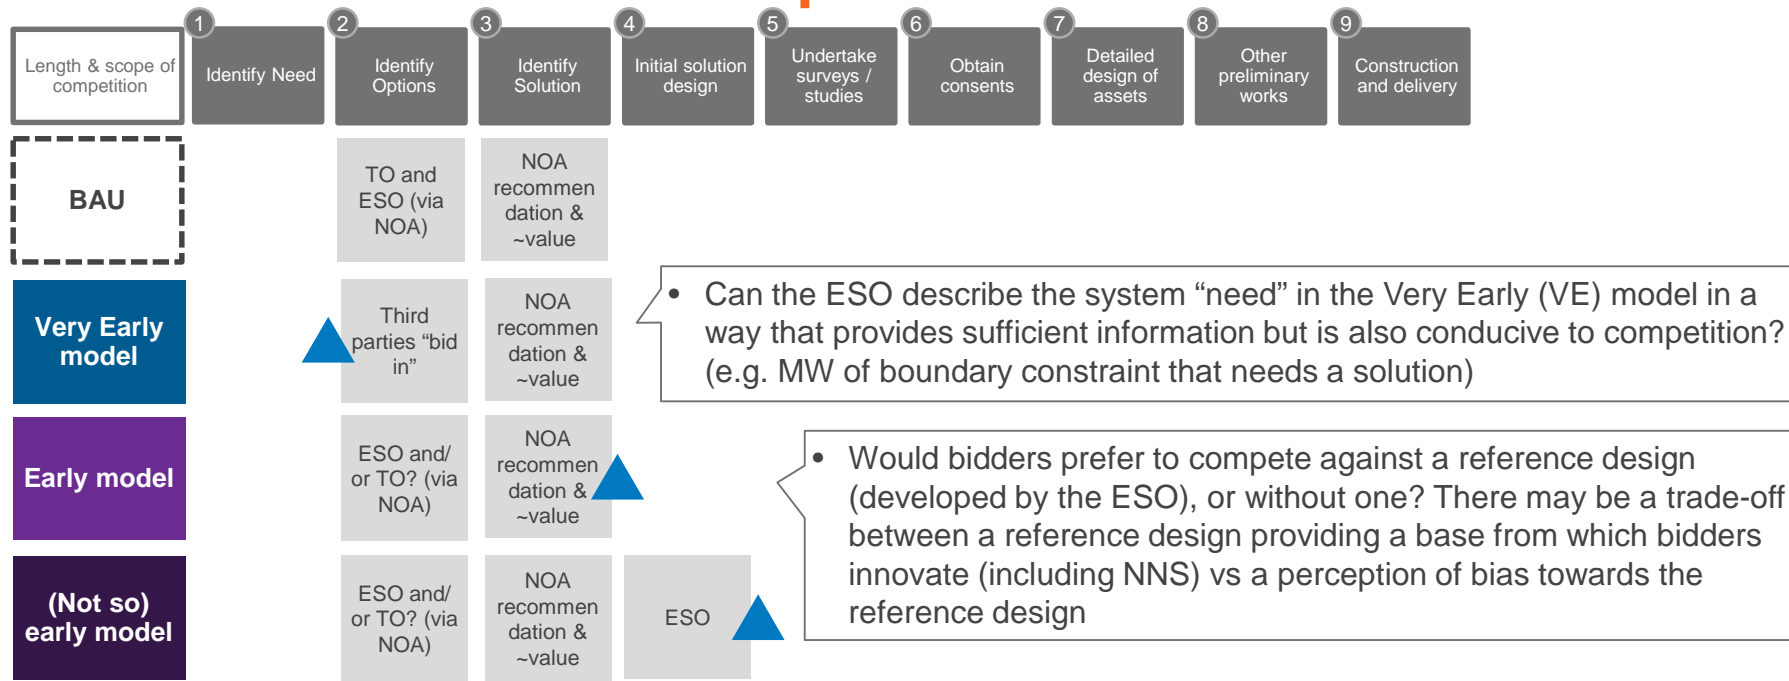 1
2
3
4
5
6
7
8
9
Length & scope of
competition
Identify Need
Identify
Options
Identify
Solution
Initial solution
design
Undertake
surveys /
studies
Obtain
consents
Detailed
design of
assets
Other
preliminary
works
Construction
and delivery
BAU
TO and
ESO (via
NOA)
NOA
recommen
dation &
~value
Very Early
model
Third
parties “bid
in”
NOA
recommen
dation &
~value
• Can the ESO describe the system “need” in the Very Early (VE) model in a
way that provides sufficient information but is also conducive to competition?
(e.g. MW of boundary constraint that needs a solution)
Early model
ESO and/
or TO? (via
NOA)
NOA
recommen
dation &
~value
• Would bidders prefer to compete against a reference design
(developed by the ESO), or without one? There may be a trade-off
between a reference design providing a base from which bidders
innovate (including NNS) vs a perception of bias towards the
reference design
(Not so)
early model
ESO and/
or TO? (via
NOA)
NOA
recommen
dation &
~value
ESO